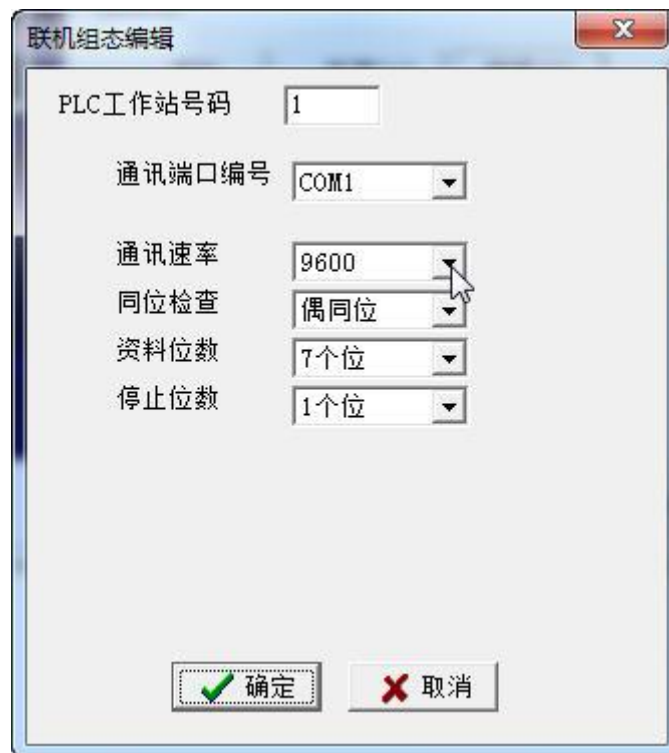 联机组态编辑
PLC工作站号码 1
通讯端口编号 COM1
通讯速率 9600
同位检查 偶同位
资料位数 7个位
停止位数 1个位
确定 取消